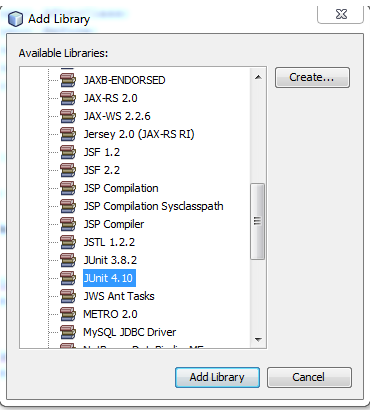 Add Library
Available Libraries:
Create...
JAXB-ENDORSED
JAX-RS 2.0
JAX-WS 2.2.6
Jersey 2.0 (JAX-RS RI)
JSF 1.2
JSF 2.2
JSP Compilation
JSP Compilation Sysclasspath
JSP Compiler
JSTL 1.2.2
JUnit 3.8.2
JUnit 4.10
JWS Ant Tasks
METRO 2.0
MySQL JDBC Driver
Add Library
Cancel